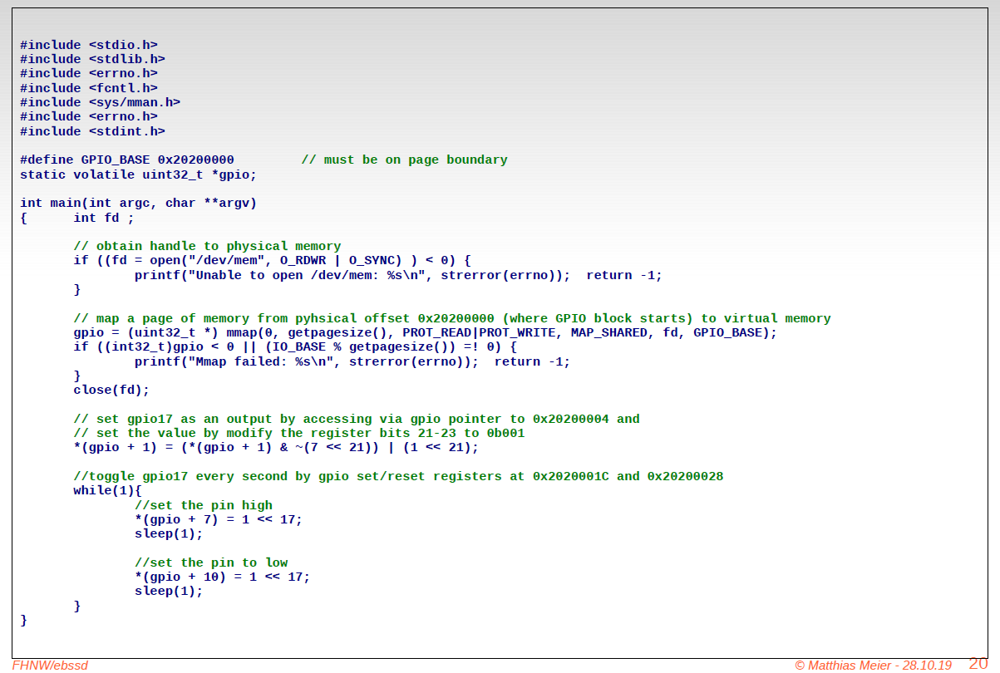 #include <stdio.h>
#include <stdlib.h>
#include <errno.h>
#include <fcntl.h>
#include <sys/mman.h>
#include <errno.h>
#include <stdint.h>
#define GPIO_BASE 0x20200000 // must be on page boundary
static volatile uint32_t *gpio;
int main(int argc, char **argv)
{ int fd ;
// obtain handle to physical memory
if ((fd = open("/dev/mem", O_RDWR | O_SYNC) ) < 0) {
printf("Unable to open /dev/mem: %s\n", strerror(errno)); return -1;
}
// map a page of memory from pyhsical offset 0x20200000 (where GPIO block starts) to virtual memory
gpio = (uint32_t *) mmap(0, getpagesize(), PROT_READ|PROT_WRITE, MAP_SHARED, fd, GPIO_BASE);
if ((int32_t)gpio < 0 || (IO_BASE % getpagesize()) =! 0) {
printf("Mmap failed: %s\n", strerror(errno)); return -1;
}
close(fd);
// set gpio17 as an output by accessing via gpio pointer to 0x20200004 and
// set the value by modify the register bits 21-23 to 0b001
*(gpio + 1) = (*(gpio + 1) & ~(7 << 21)) | (1 << 21);
//toggle gpio17 every second by gpio set/reset registers at 0x2020001C and 0x20200028
while(1){
//set the pin high
*(gpio + 7) = 1 << 17;
sleep(1);
//set the pin to low
*(gpio + 10) = 1 << 17;
sleep(1);
}
}
FHNW/ebssd © Matthias Meier - 28.10.19 20